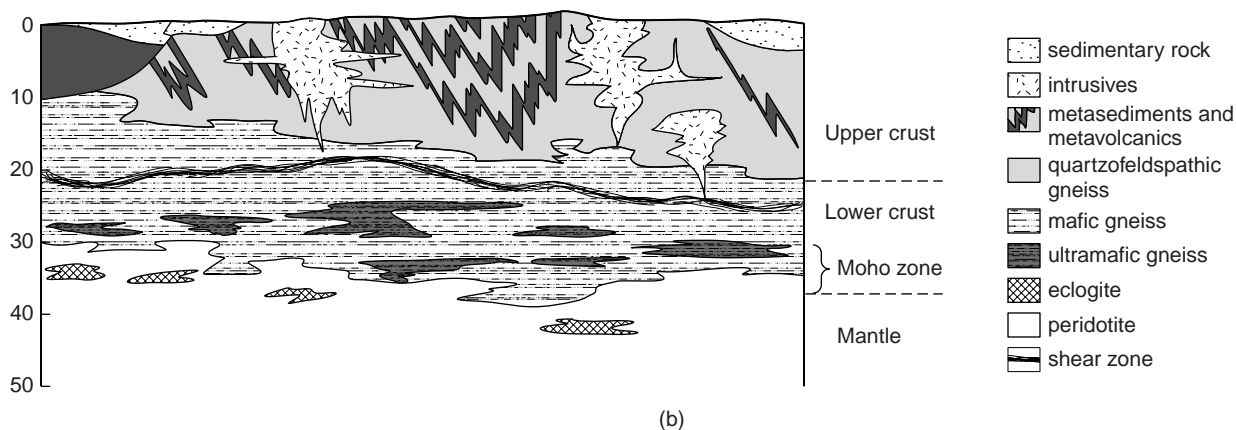 0
10
20
30
40
50
Upper crust
Lower crust
Moho zone
Mantle
sedimentary rock
intrusives
metasediments and
metavolcanics
quartzofeldspathic
gneiss
mafic gneiss
ultramafic gneiss
eclogite
peridotite
shear zone
(b)